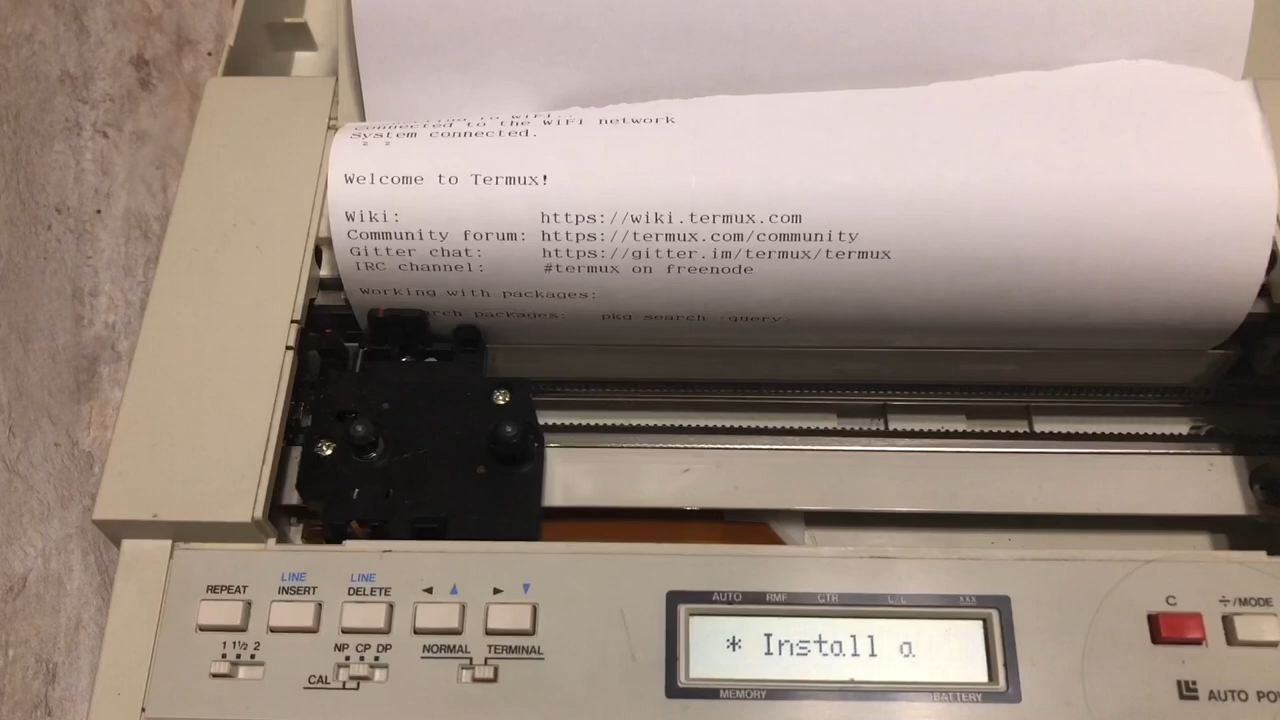 Connected to the WiFi network
System connected.
Welcome to Termux!
Wiki: https://wiki.termux.com
Community forum: https://termux.com/community
Gitter chat: https://gitter.im/termux/termux
IRC channel: #termux on freenode
Working with packages:
packages: pkg search query
LINE LINE
REPEAT INSERT DELETE ◄ ▲ ► ▼
1 1½ 2
NP CP DP
CAL
NORMAL TERMINAL
AUTO RMF CTR L/L XXX
* Install a
MEMORY BATTERY
C ÷/MODE
AUTO